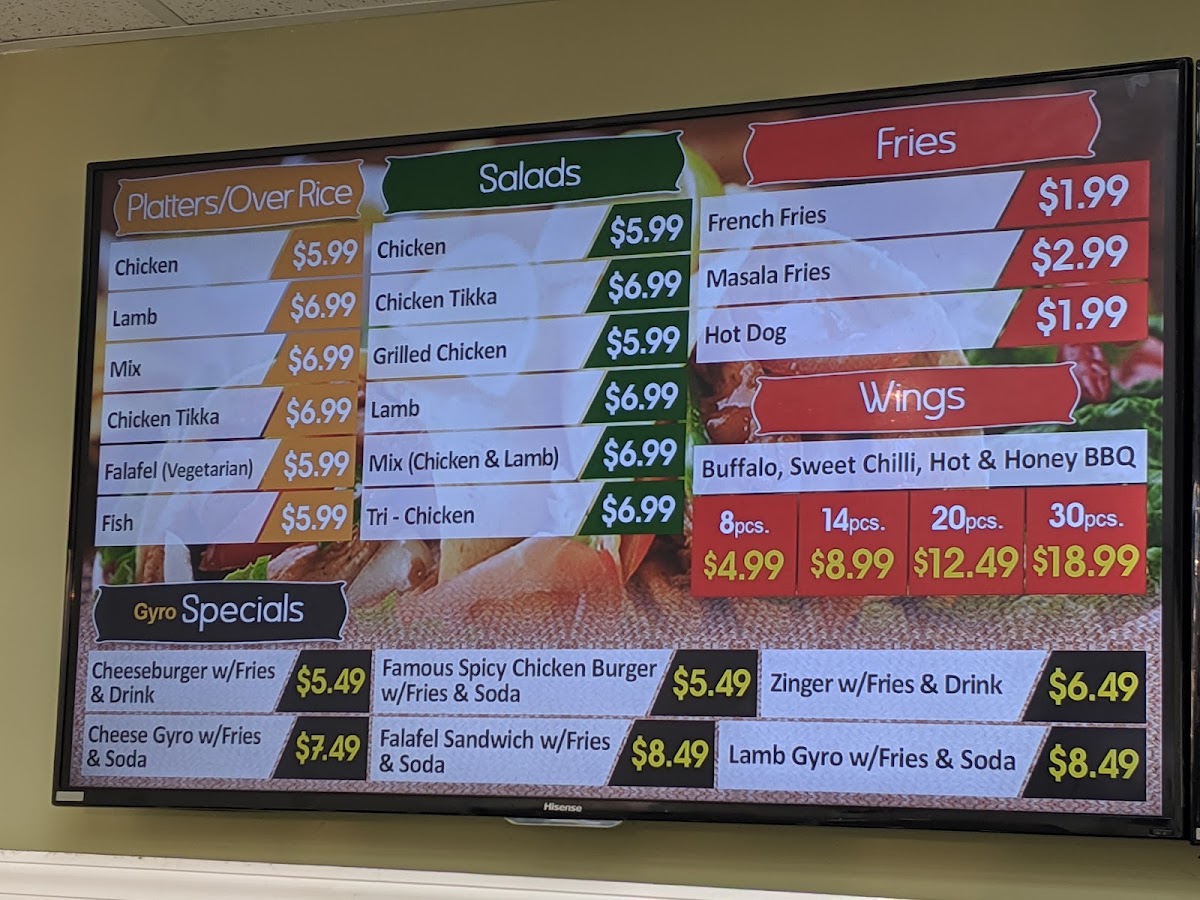 Platters/Over Rice
Chicken $5.99
Lamb $6.99
Mix $6.99
Chicken Tikka $6.99
Falafel (Vegetarian) $5.99
Fish $5.99
Salads
Chicken $5.99
Chicken Tikka $6.99
Grilled Chicken $5.99
Lamb $6.99
Mix (Chicken & Lamb) $6.99
Tri - Chicken $6.99
Fries
French Fries $1.99
Masala Fries $2.99
Hot Dog $1.99
Wings
Buffalo, Sweet Chilli, Hot & Honey BBQ
8pcs. 14pcs. 20pcs. 30pcs.
$4.99 $8.99 $12.49 $18.99
Gyro Specials
Cheeseburger w/Fries
& Drink $5.49
Famous Spicy Chicken Burger
w/Fries & Soda $5.49
Zinger w/Fries & Drink $6.49
Cheese Gyro w/Fries
& Soda $7.49
Falafel Sandwich w/Fries
& Soda $8.49
Lamb Gyro w/Fries & Soda $8.49
Hisense